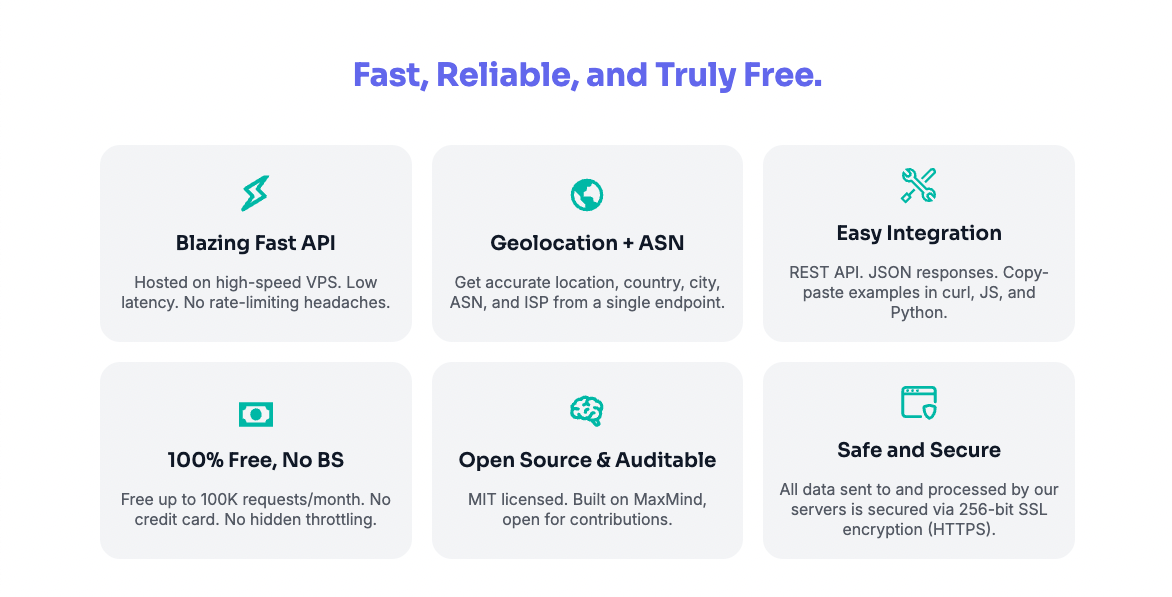 Fast, Reliable, and Truly Free.
Blazing Fast API
Hosted on high-speed VPS. Low
latency. No rate-limiting headaches.
Geolocation + ASN
Get accurate location, country, city,
ASN, and ISP from a single endpoint.
Easy Integration
REST API. JSON responses. Copy-
paste examples in curl, JS, and
Python.
100% Free, No BS
Free up to 100K requests/month. No
credit card. No hidden throttling.
Open Source & Auditable
MIT licensed. Built on MaxMind,
open for contributions.
Safe and Secure
All data sent to and processed by our
servers is secured via 256-bit SSL
encryption (HTTPS).